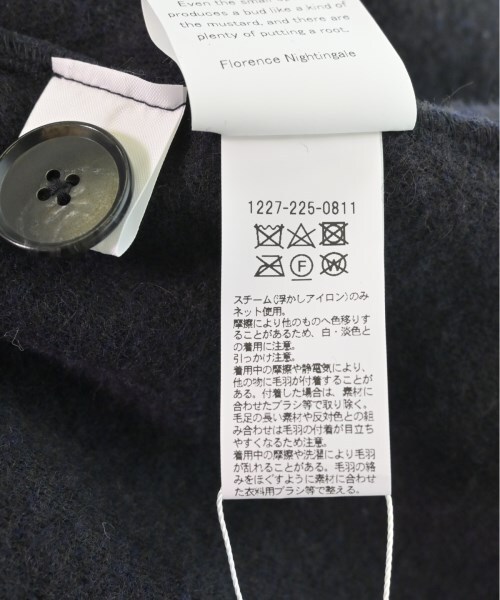 Even the small
produces a bud like a kind of
the mustard, and there are
plenty of putting a root.
Florence Nightingale
1227-225-0811
F
W
スチーム(浮かしアイロン)のみ
ネット使用。
摩擦により他のものへ色移りす
ることがあるため、白・淡色と
の着用に注意。
引っかけ注意。
着用中の摩擦や静電気により、
他の物に毛羽が付着することが
ある。付着した場合は、素材に
合わせたブラシ等で取り除く。
毛足の長い素材や反対色との組
み合わせは毛羽の付着が目立ち
やすくなるため注意。
着用中の摩擦や洗濯により毛羽
が乱れることがある。毛羽の絡
みをほぐすように素材に合わせ
た衣料用ブラシ等で整える。